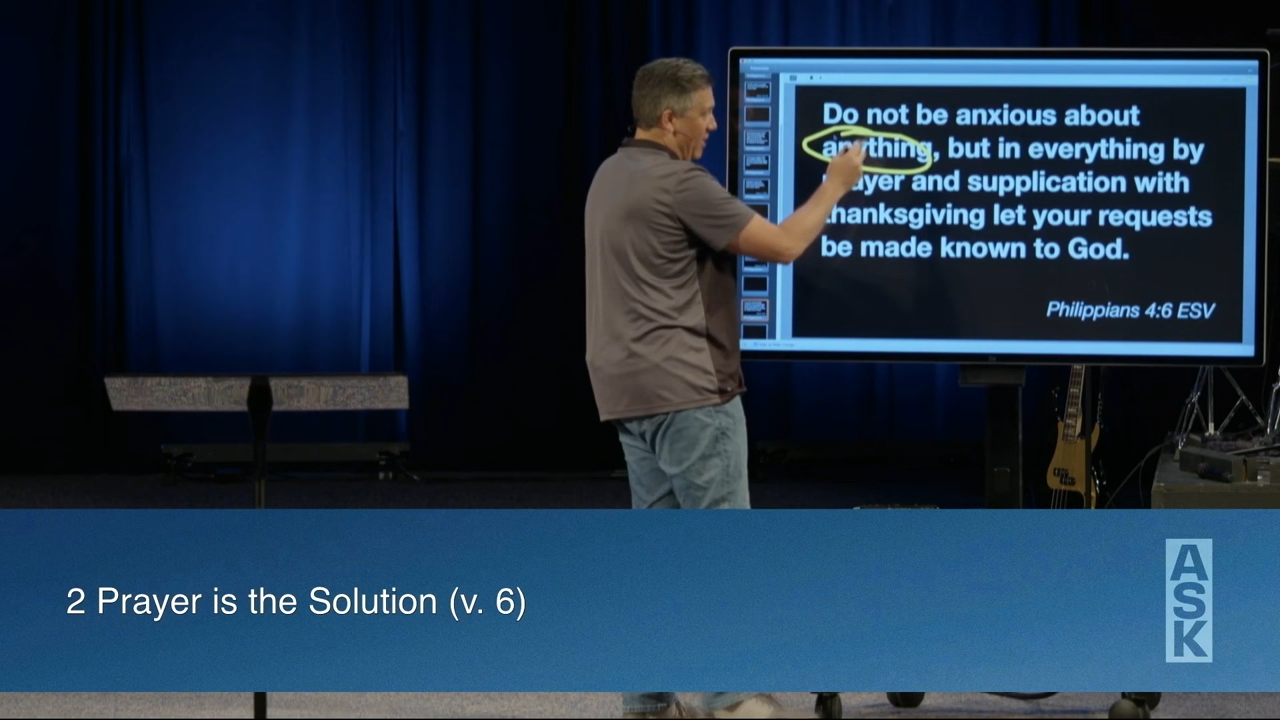 Do not be anxious about
anything, but in everything by
prayer and supplication with
thanksgiving let your requests
be made known to God.
Philippians 4:6 ESV
2 Prayer is the Solution (v. 6)
ASK